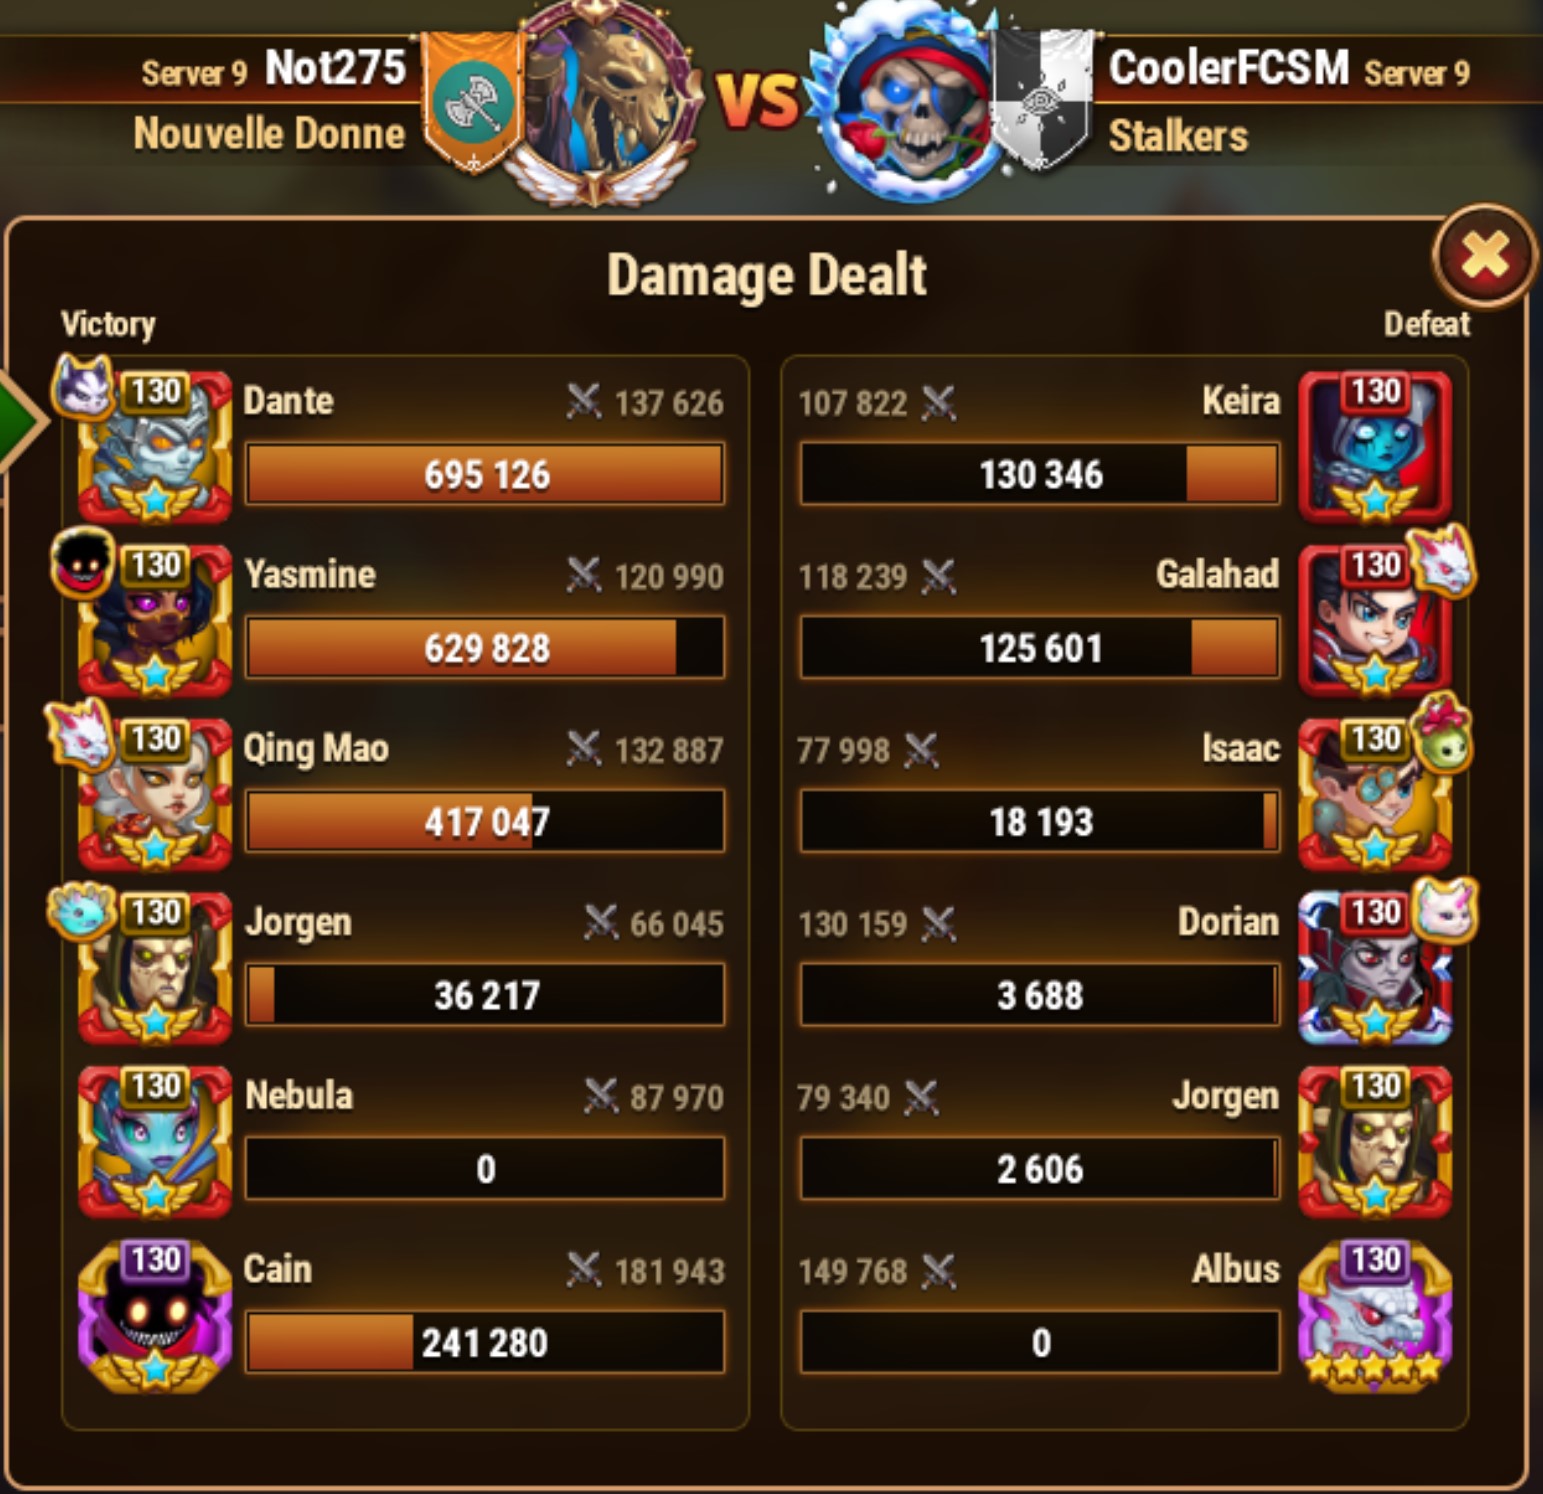 Server 9 Not275 VS CoolerFCSM Server 9
Nouvelle Donne Stalkers
Damage Dealt
Victory Defeat
130 Dante 137 626 107 822 Keira 130
695 126 130 346
130 Yasmine 120 990 118 239 Galahad 130
629 828 125 601
130 Qing Mao 132 887 77 998 Isaac 130
417 047 18 193
130 Jorgen 66 045 130 159 Dorian 130
36 217 3 688
130 Nebula 87 970 79 340 Jorgen 130
0 2 606
130 Cain 181 943 149 768 Albus 130
241 280 0